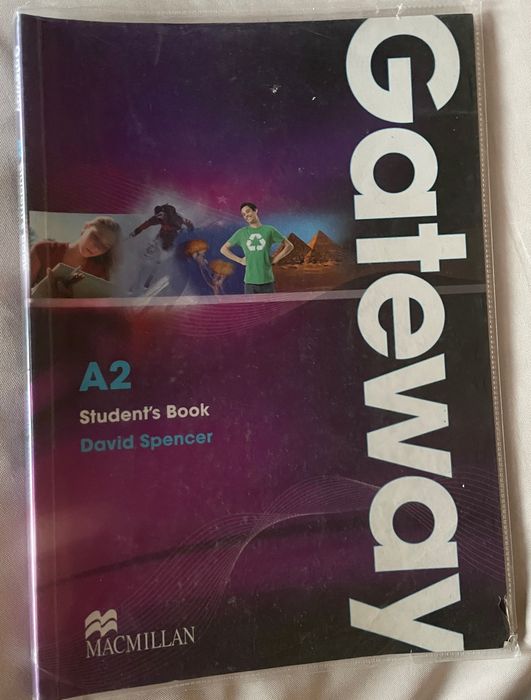 Gateway
A2
Student's Book
David Spencer
MACMILLAN